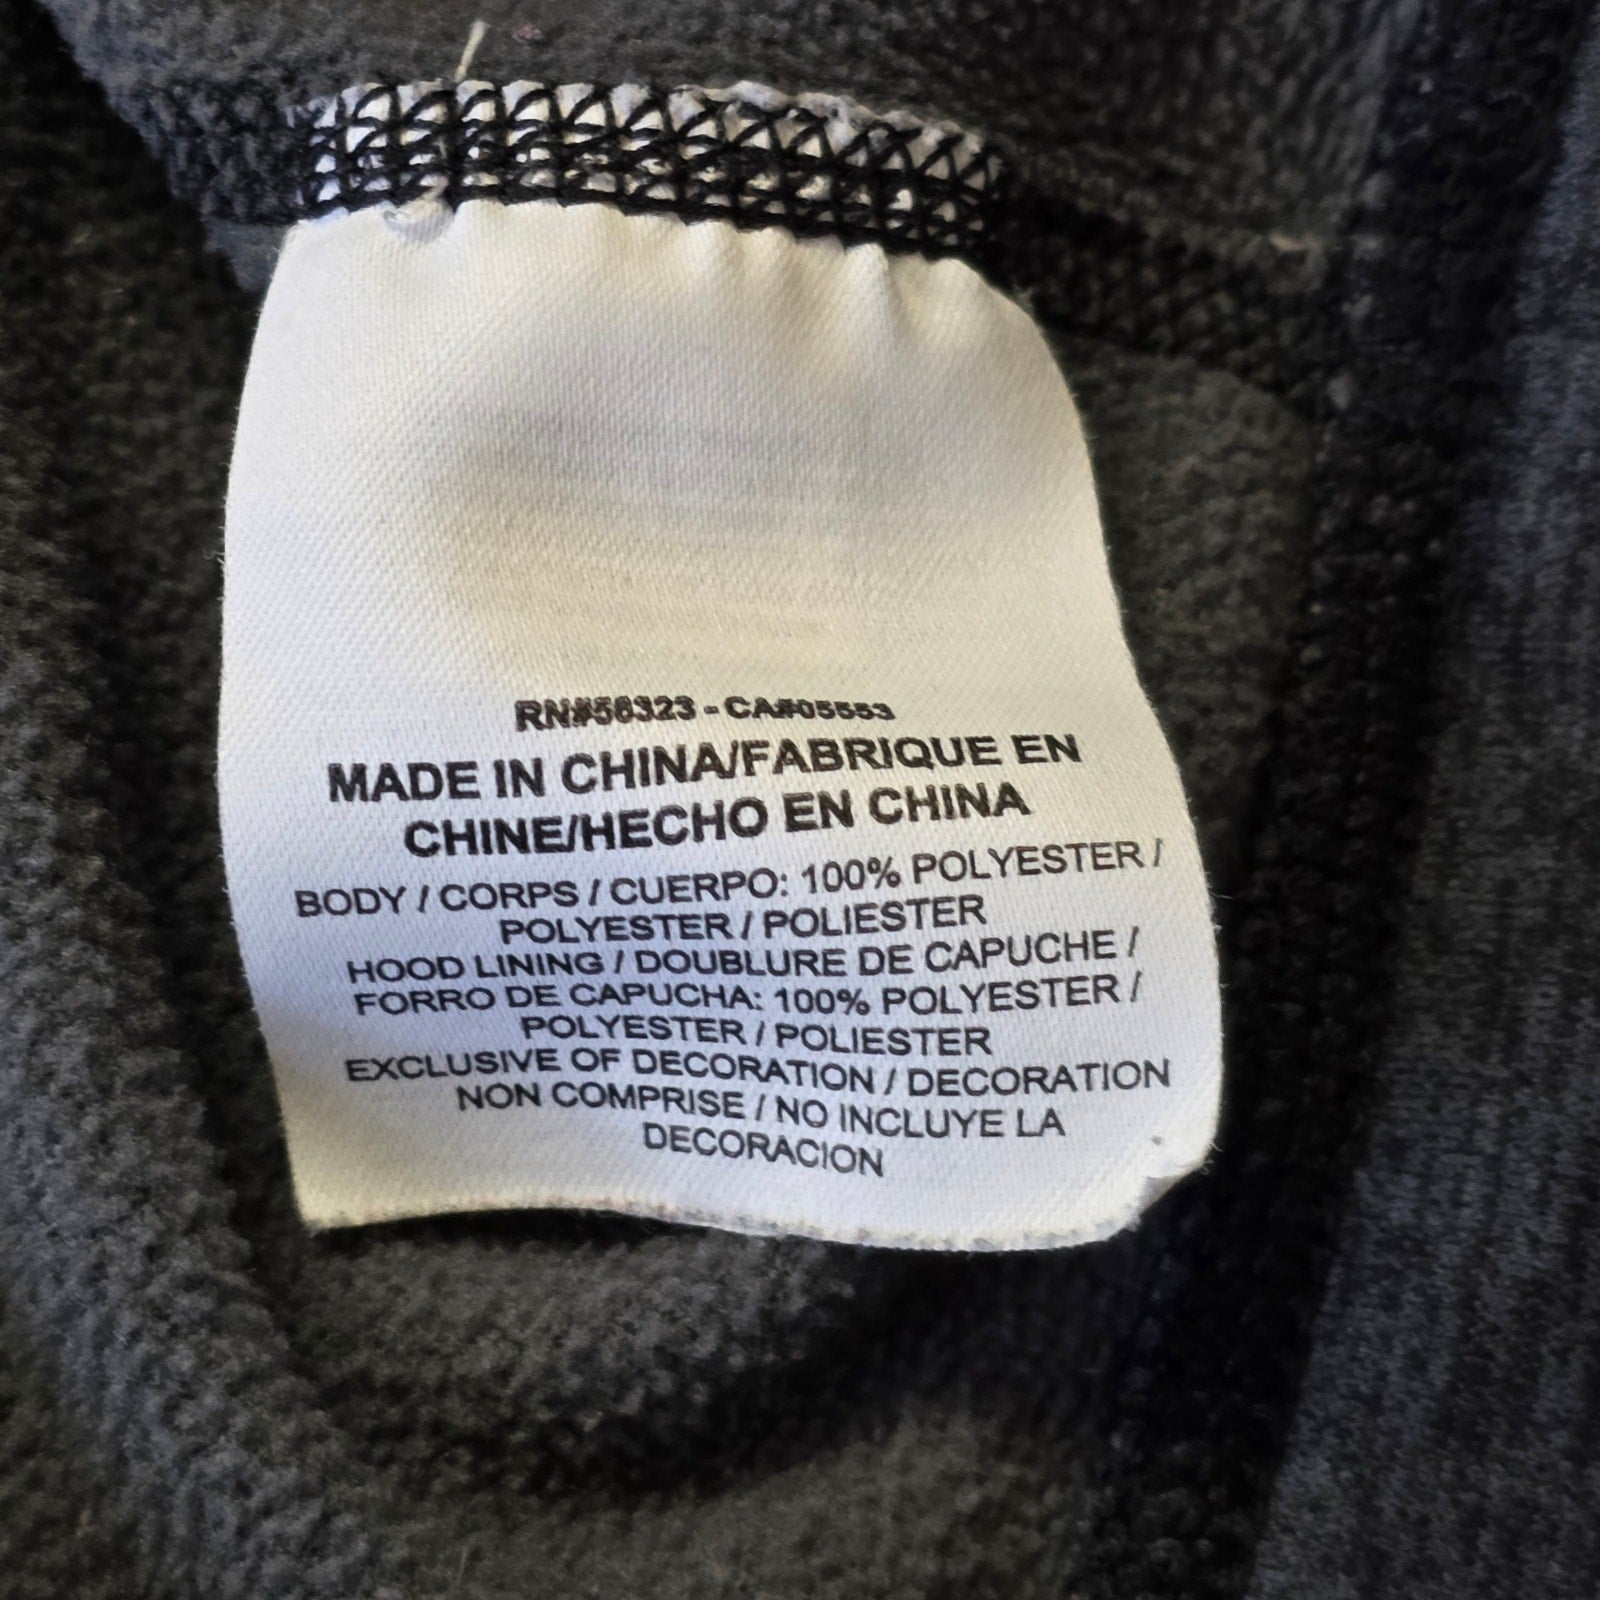 RN#56323 - CA#05553
MADE IN CHINA/FABRIQUE EN
CHINE/HECHO EN CHINA
BODY / CORPS / CUERPO: 100% POLYESTER /
POLYESTER / POLIESTER
HOOD LINING / DOUBLURE DE CAPUCHE /
FORRO DE CAPUCHA: 100% POLYESTER /
POLYESTER / POLIESTER
EXCLUSIVE OF DECORATION / DECORATION
NON COMPRISE / NO INCLUYE LA
DECORACION